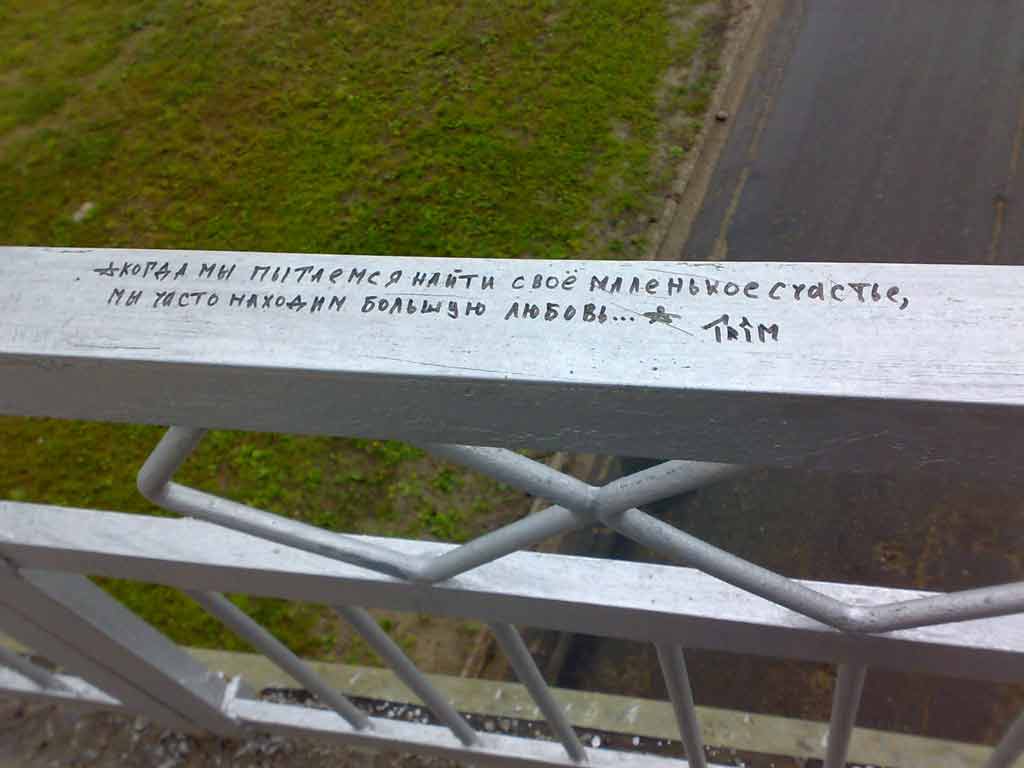 ☆когда мы пытаемся найти своё маленькое счастье,
мы часто находим большую любовь...☆